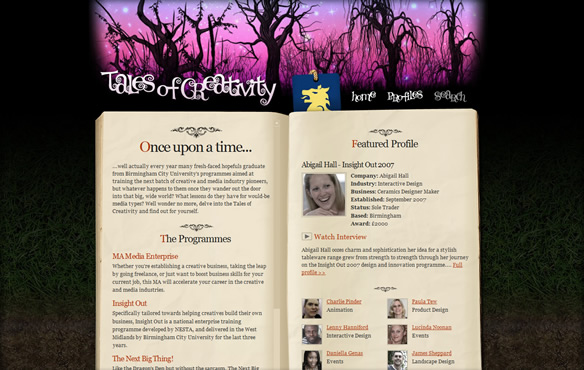 Tales of Creativity
home Profiles Search
Once upon a time...
...well actually every year many fresh-faced hopefuls graduate
from Birmingham City University's programmes aimed at
training the next batch of creative and media industry pioneers,
but whatever happens to them once they wander out the door
into that big, wide world? What lessons do they have for would-be
media types? Well wonder no more, delve into the Tales of
Creativity and find out for yourself.
The Programmes
MA Media Enterprise
Whether you're establishing a creative business, taking the leap
by going freelance, or just want to boost business skills for your
current job, this MA will accelerate your career in the creative
and media industries.
Insight Out
Specifically tailored towards helping creatives build their own
business, Insight Out is a national enterprise training
programme developed by NESTA, and delivered in the West
Midlands by Birmingham City University for the last three
years.
The Next Big Thing!
Like the Dragon's Den but without the sarcasm. The Next Big
Featured Profile
Abigail Hall - Insight Out 2007
Company: Abigail Hall
Industry: Interactive Design
Business: Ceramics Designer Maker
Established: September 2007
Status: Sole Trader
Based: Birmingham
Award: £2000
Watch Interview
Abigail Hall oozes charm and sophistication her idea for a stylish
tableware range grew from strength to strength through her journey
on the Insight Out 2007 design and innovation programme.... Full
profile »»
Charlie Pinder
Animation
Paula Tew
Product Design
Lenny Hanniford
Interactive Design
Lucinda Noonan
Events
Daniella Genas
Events
James Sheppard
Landscape Design